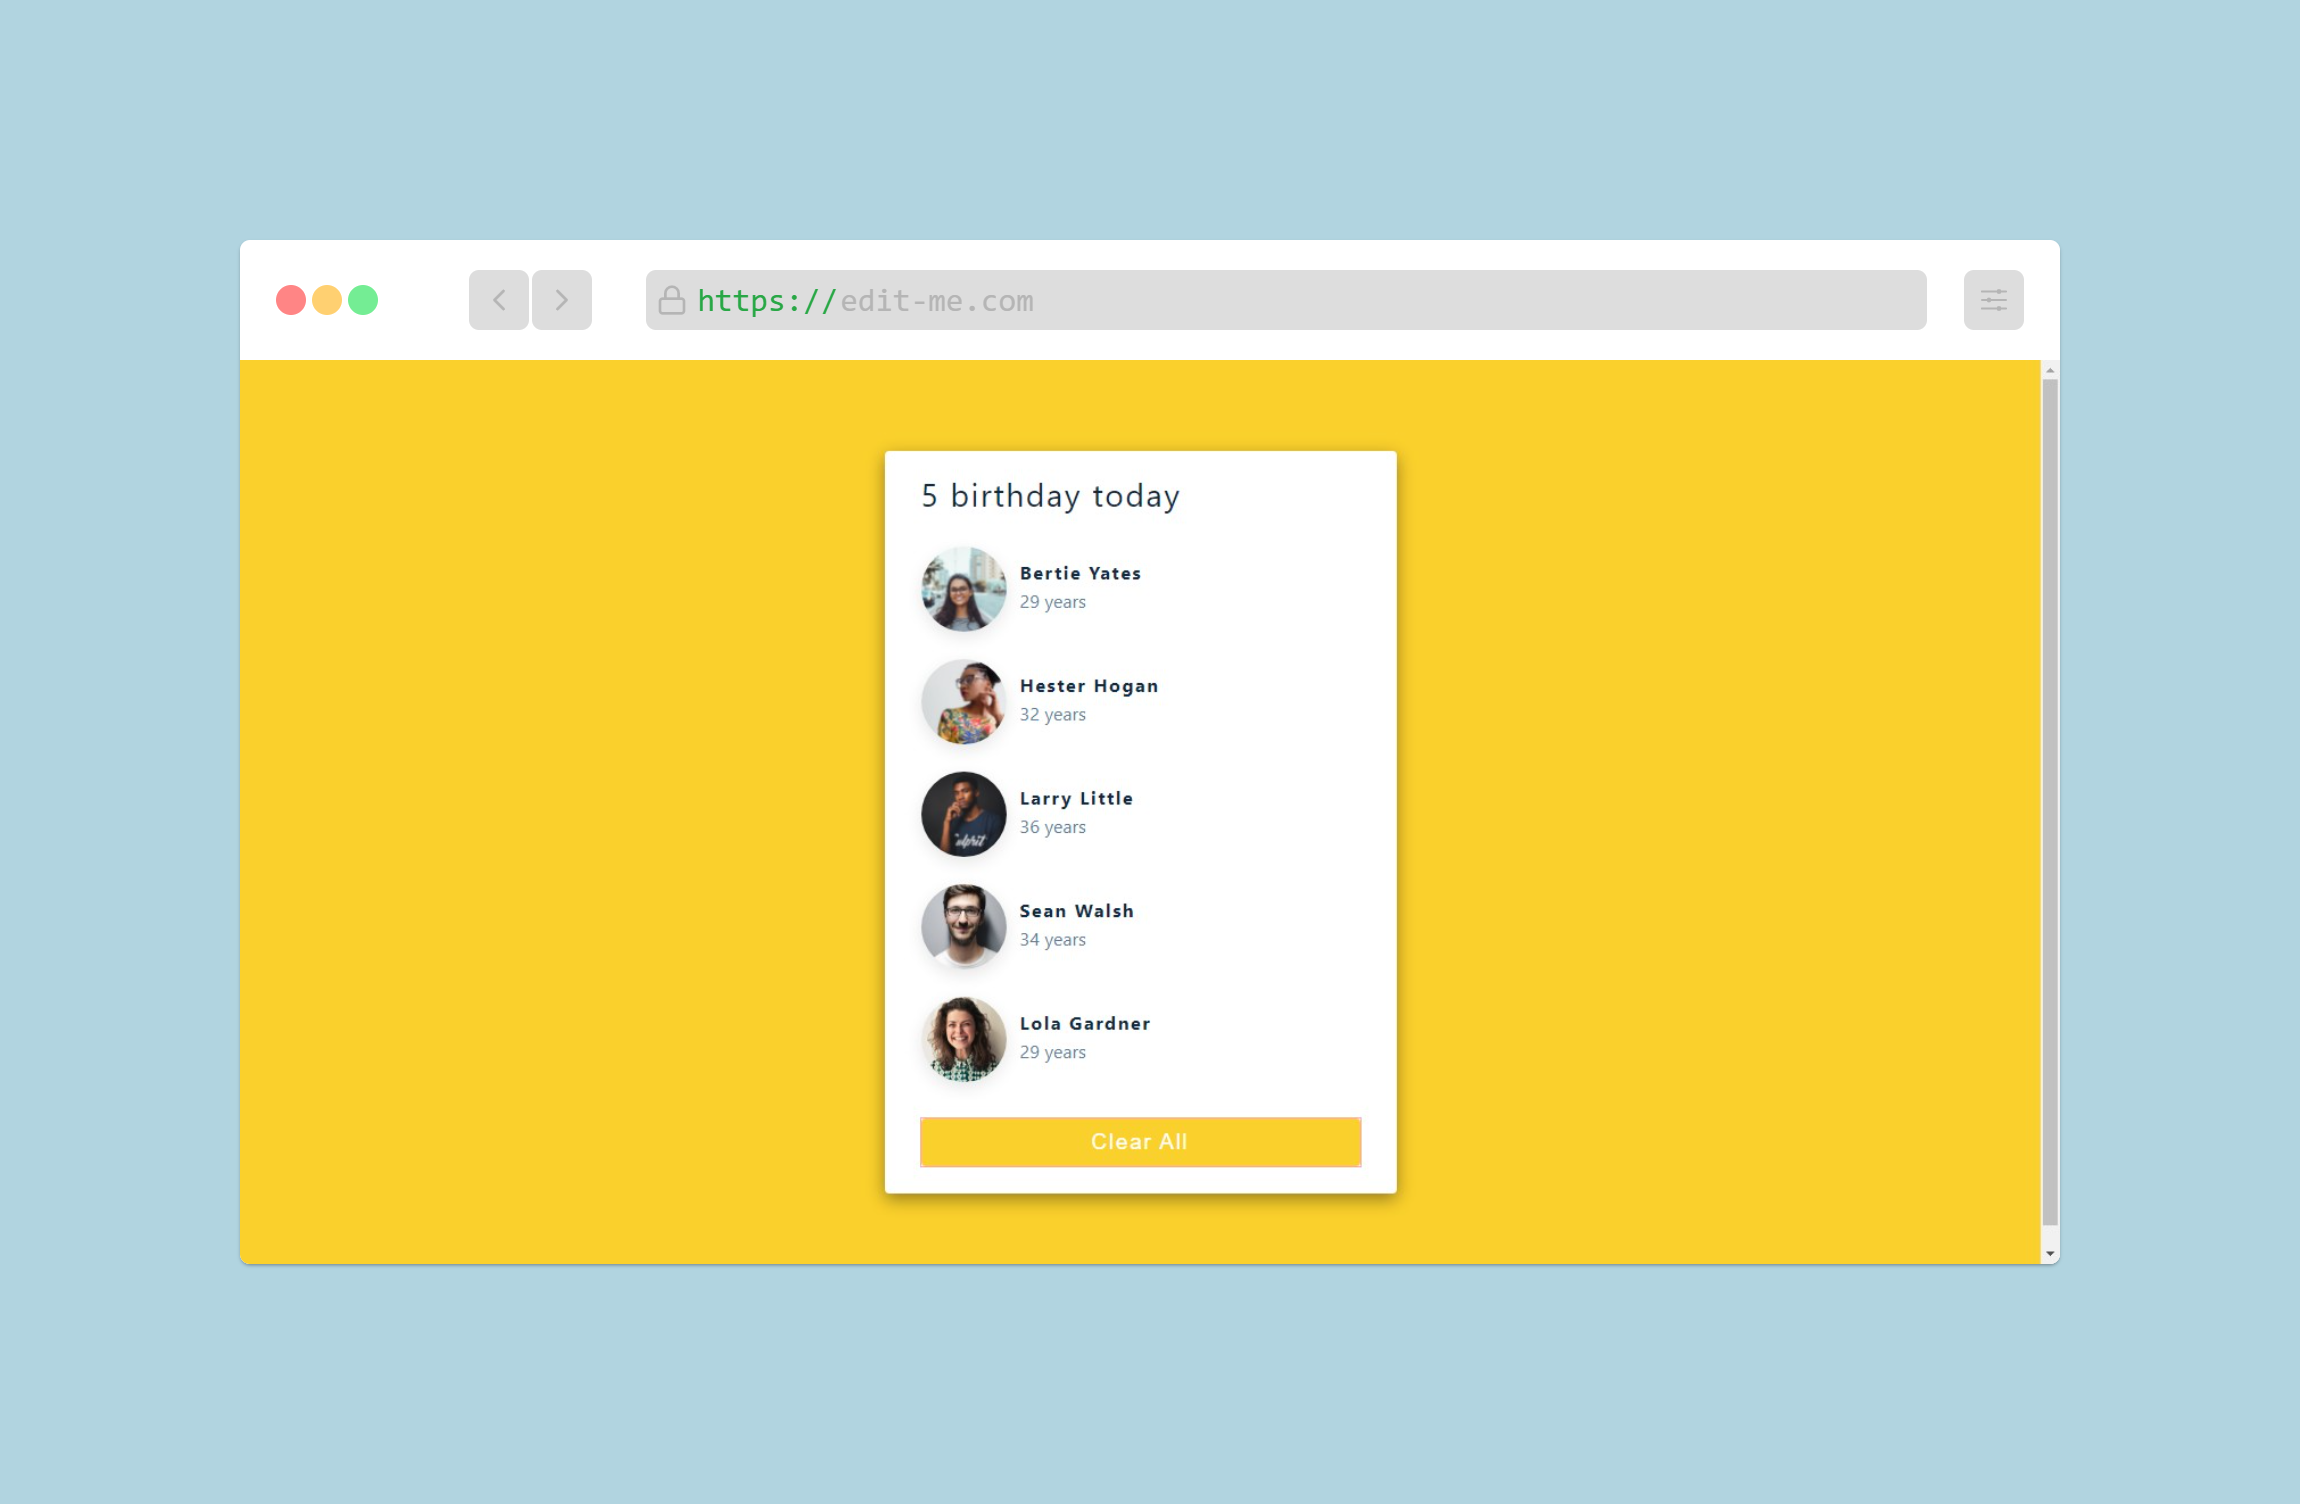 https://edit-me.com
5 birthday today
Bertie Yates
29 years
Hester Hogan
32 years
Larry Little
36 years
Sean Walsh
34 years
Lola Gardner
29 years
Clear All